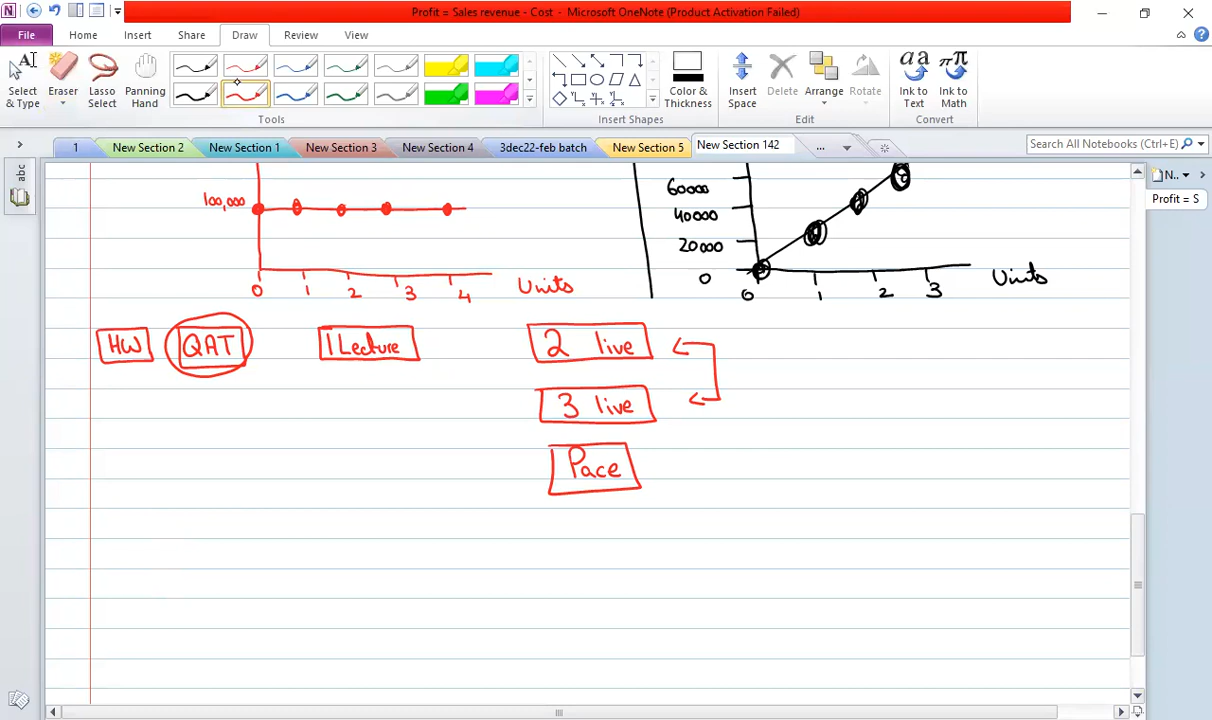 Profit = Sales revenue - Cost - Microsoft OneNote (Product Activation Failed)
File Home Insert Share Draw Review View
Select & Type
Eraser
Lasso Select
Panning Hand
Color & Thickness
Insert Space
Delete
Arrange
Rotate
Ink to Text
Ink to Math
Tools
Insert Shapes
Edit
Convert
1 New Section 2 New Section 1 New Section 3 New Section 4 3dec22-feb batch New Section 5 New Section 142 ...
Search All Notebooks (Ctrl+E)
N..
Profit = S
abc
100,000
0 1 2 3 4 Units
60000
40000
20000
0
0 1 2 3 Units
HW QAT 1 Lecture 2 live
3 live
Pace